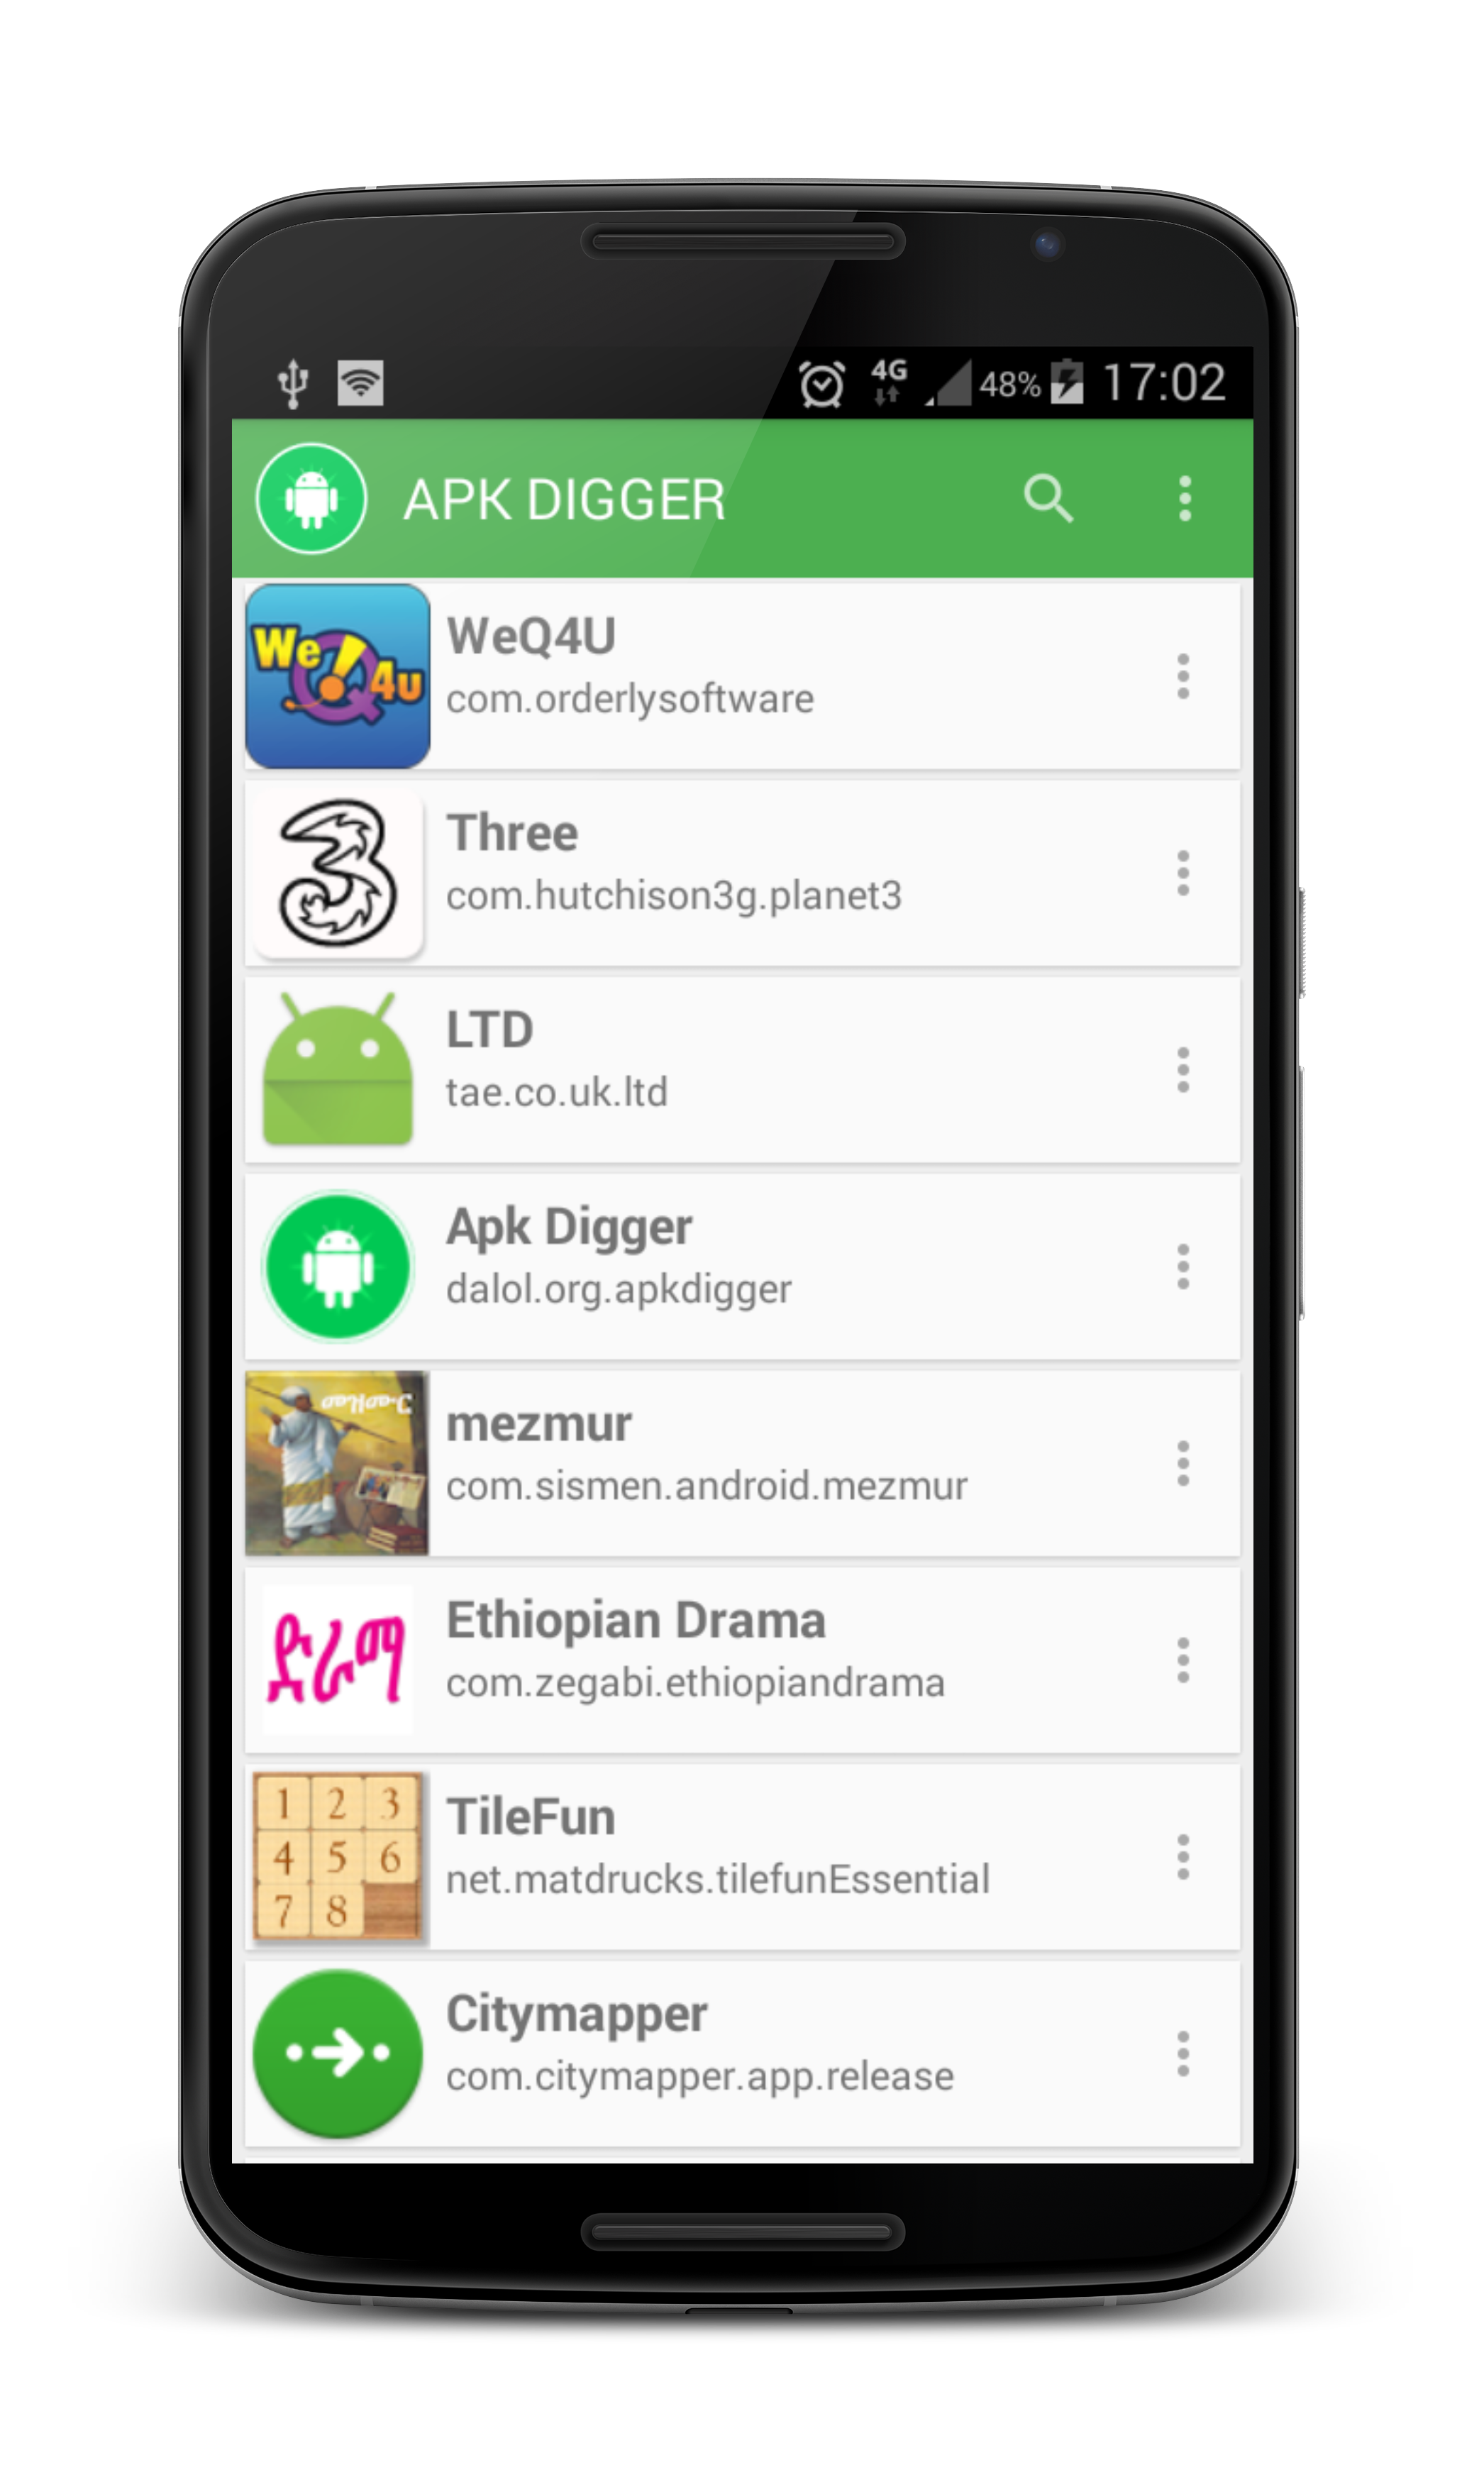 4G 48% 17:02
APK DIGGER
We Q4u
WeQ4U
com.orderlysoftware
3
Three
com.hutchison3g.planet3
LTD
tae.co.uk.ltd
Apk Digger
dalol.org.apkdigger
መዝሙር
mezmur
com.sismen.android.mezmur
ድራማ
Ethiopian Drama
com.zegabi.ethiopiandrama
1 2 3
4 5 6
7 8
TileFun
net.matdrucks.tilefunEssential
Citymapper
com.citymapper.app.release